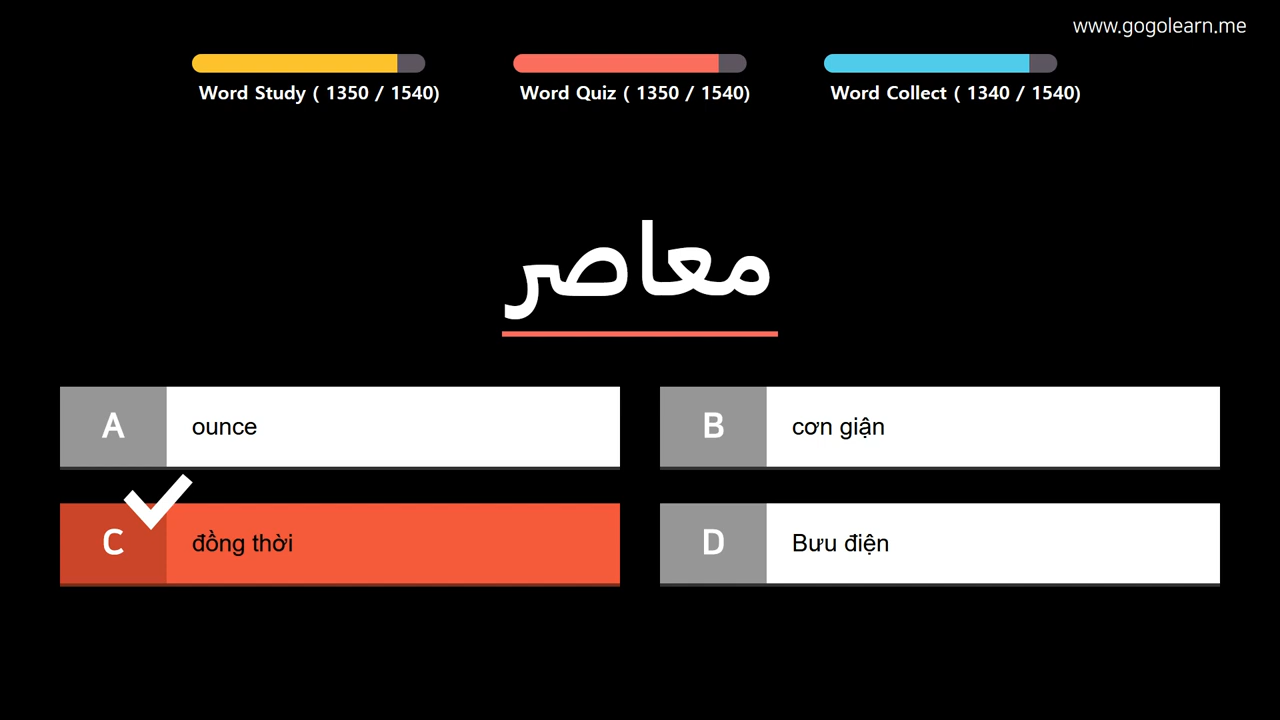 www.gogolearn.me
Word Study ( 1350 / 1540)
Word Quiz ( 1350 / 1540)
Word Collect ( 1340 / 1540)
معاصر
A ounce
B cơn giận
C đồng thời
D Bưu điện